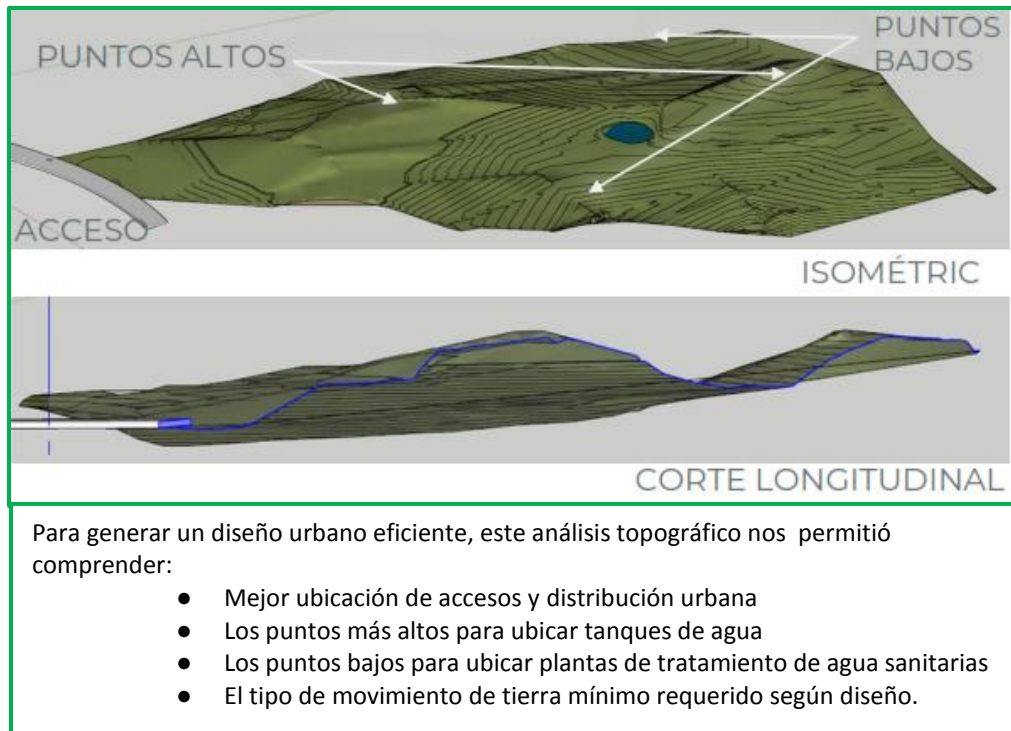 PUNTOS ALTOS
PUNTOS
BAJOS
ACCESO
ISOMÉTRIC
CORTE LONGITUDINAL
Para generar un diseño urbano eficiente, este análisis topográfico nos permitió
comprender:
● Mejor ubicación de accesos y distribución urbana
● Los puntos más altos para ubicar tanques de agua
● Los puntos bajos para ubicar plantas de tratamiento de agua sanitarias
● El tipo de movimiento de tierra mínimo requerido según diseño.